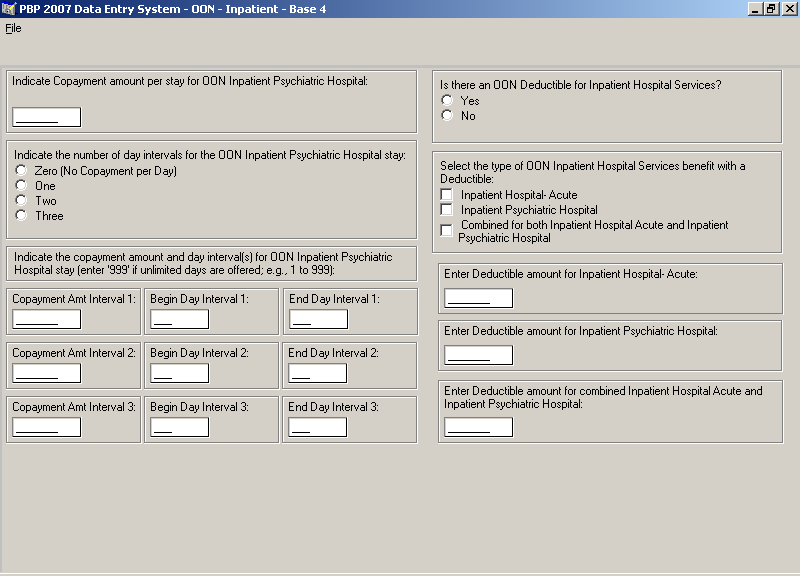 PBP 2007 Data Entry System - OON - Inpatient - Base 4
File
Indicate Copayment amount per stay for OON Inpatient Psychiatric Hospital:
Indicate the number of day intervals for the OON Inpatient Psychiatric Hospital stay:
Zero (No Copayment per Day)
One
Two
Three
Indicate the copayment amount and day interval(s) for OON Inpatient Psychiatric
Hospital stay (enter '999' if unlimited days are offered; e.g., 1 to 999):
Copayment Amt Interval 1:
Begin Day Interval 1:
End Day Interval 1:
Copayment Amt Interval 2:
Begin Day Interval 2:
End Day Interval 2:
Copayment Amt Interval 3:
Begin Day Interval 3:
End Day Interval 3:
Is there an OON Deductible for Inpatient Hospital Services?
Yes
No
Select the type of OON Inpatient Hospital Services benefit with a
Deductible:
Inpatient Hospital- Acute
Inpatient Psychiatric Hospital
Combined for both Inpatient Hospital Acute and Inpatient
Psychiatric Hospital
Enter Deductible amount for Inpatient Hospital- Acute:
Enter Deductible amount for Inpatient Psychiatric Hospital:
Enter Deductible amount for combined Inpatient Hospital Acute and
Inpatient Psychiatric Hospital: